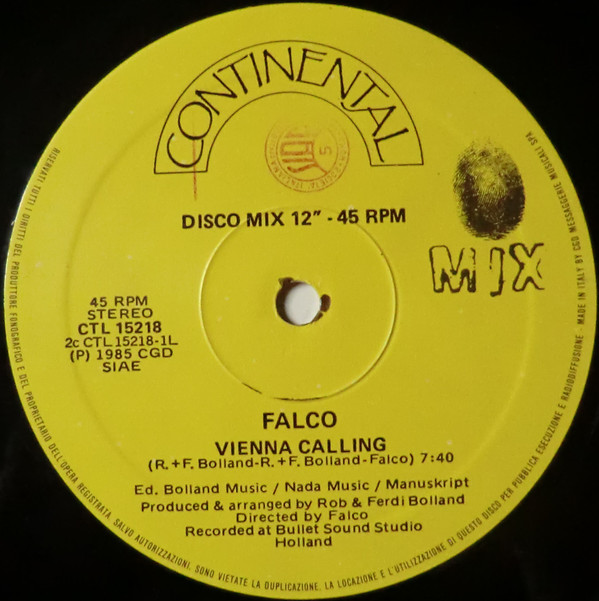 CONTINENTAL
DISCO MIX 12" - 45 RPM
MIX
45 RPM
STEREO
CTL 15218
2c CTL 15218-1L
(P) 1985 CGD
SIAE
FALCO
VIENNA CALLING
(R.+F. Bolland-R.+F. Bolland-Falco) 7:40
Ed. Bolland Music / Nada Music / Manuskript
Produced & arranged by Rob & Ferdi Bolland
Directed by Falco
Recorded at Bullet Sound Studio
Holland
RISERVATI TUTTI I DIRITTI DEL PRODUTTORE FONOGRAFICO E DEL PROPRIETARIO DELL'OPERA REGISTRATA. SALVO AUTORIZZAZIONI, SONO VIETATE LA DUPLICAZIONE, LA LOCAZIONE E L'UTILIZZAZIONE DI QUESTO DISCO PER PUBBLICA ESECUZIONE E RADIODIFFUSIONE - MADE IN ITALY BY CGD MESSAGGERIE MUSICALI SPA